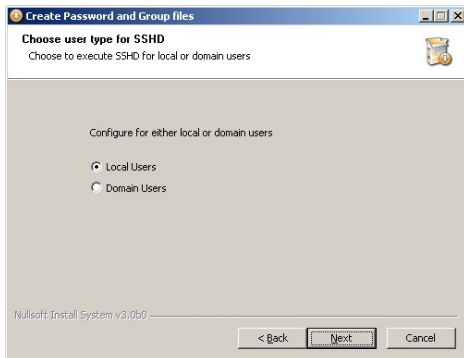 Create Password and Group files
Choose user type for SSHD
Choose to execute SSHD for local or domain users
Configure for either local or domain users
Local Users
Domain Users
Nullsoft Install System v3.0b0
< Back
Next
Cancel